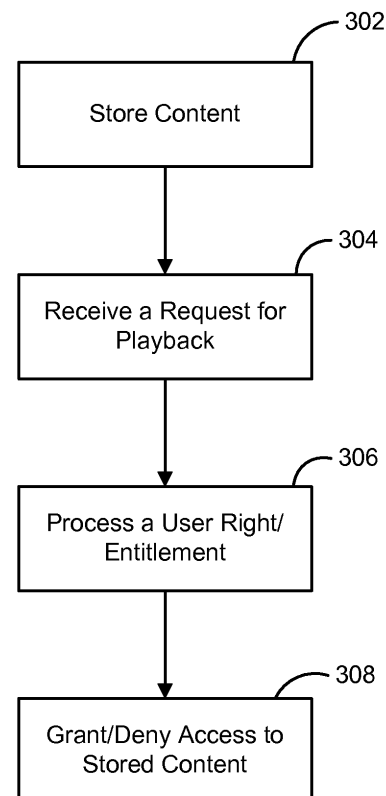 302
Store Content
304
Receive a Request for
Playback
306
Process a User Right/
Entitlement
308
Grant/Deny Access to
Stored Content